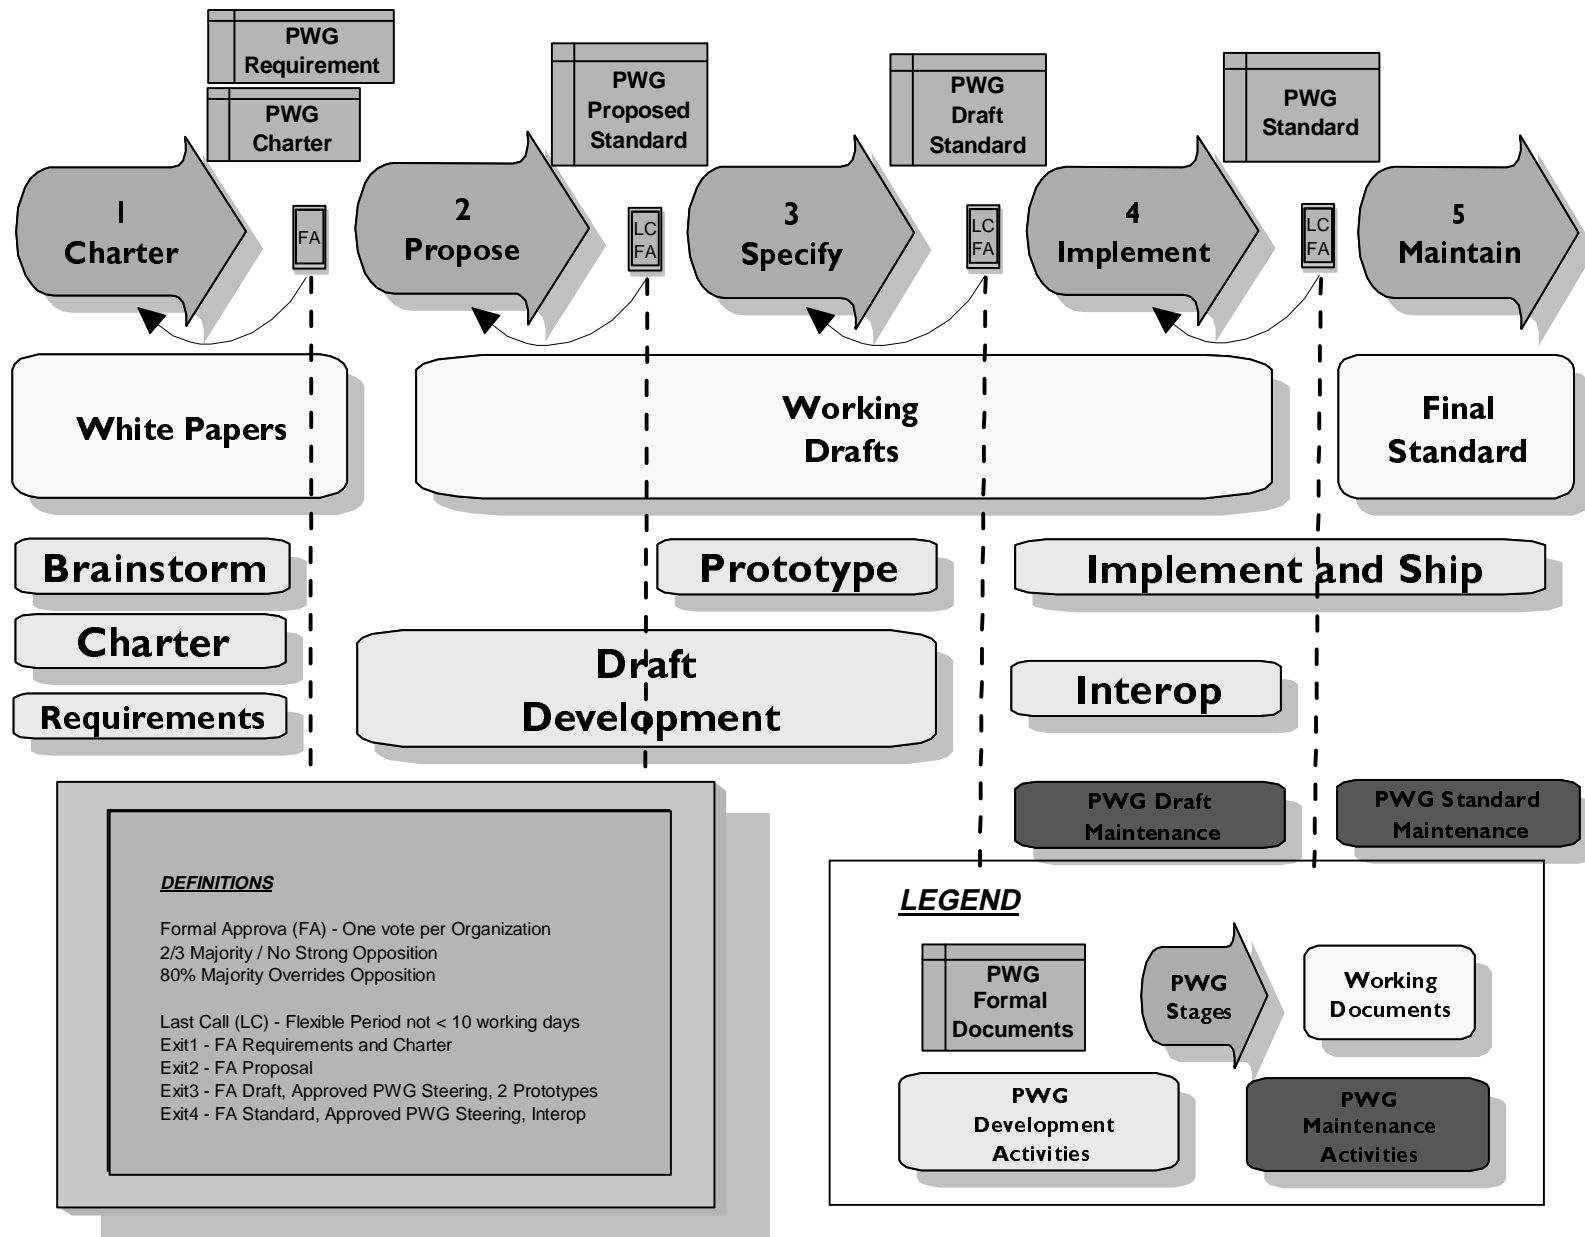 PWG
Requirement
PWG
Charter
PWG
Proposed
Standard
PWG
Draft
Standard
PWG
Standard
1
Charter
FA
2
Propose
LC
FA
3
Specify
LC
FA
4
Implement
LC
FA
5
Maintain
White Papers
Working
Drafts
Final
Standard
Brainstorm
Prototype
Implement and Ship
Charter
Draft
Development
Interop
Requirements
PWG Draft
Maintenance
PWG Standard
Maintenance
DEFINITIONS
Formal Approva (FA) - One vote per Organization
2/3 Majority / No Strong Opposition
80% Majority Overrides Opposition
Last Call (LC) - Flexible Period not < 10 working days
Exit1 - FA Requirements and Charter
Exit2 - FA Proposal
Exit3 - FA Draft, Approved PWG Steering, 2 Prototypes
Exit4 - FA Standard, Approved PWG Steering, Interop
LEGEND
PWG
Formal
Documents
PWG
Stages
Working
Documents
PWG
Development
Activities
PWG
Maintenance
Activities